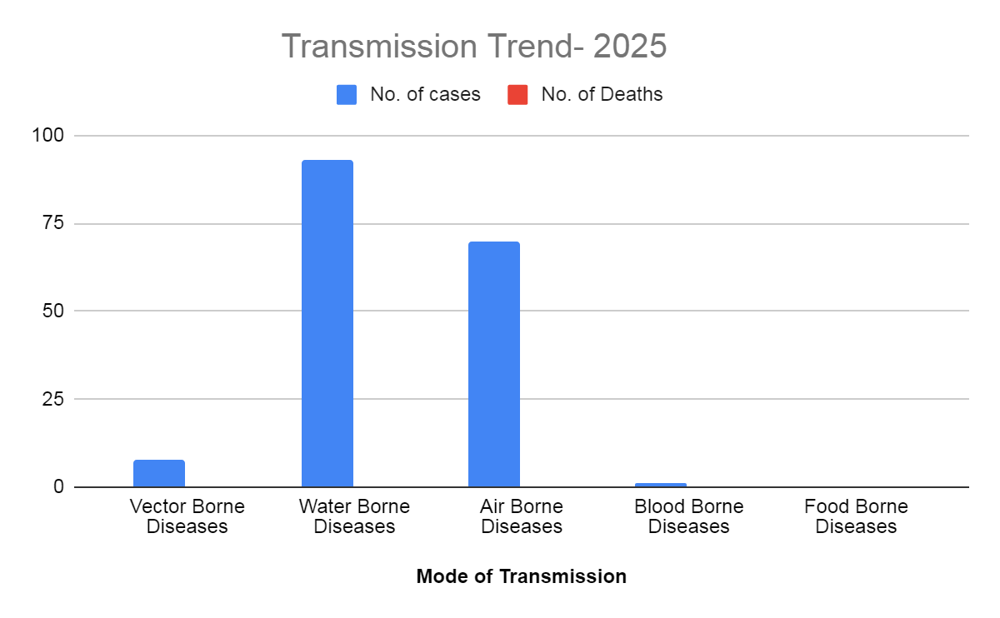 Transmission Trend- 2025
No. of cases No. of Deaths
100
75
50
25
0
Vector Borne Diseases
Water Borne Diseases
Air Borne Diseases
Blood Borne Diseases
Food Borne Diseases
Mode of Transmission